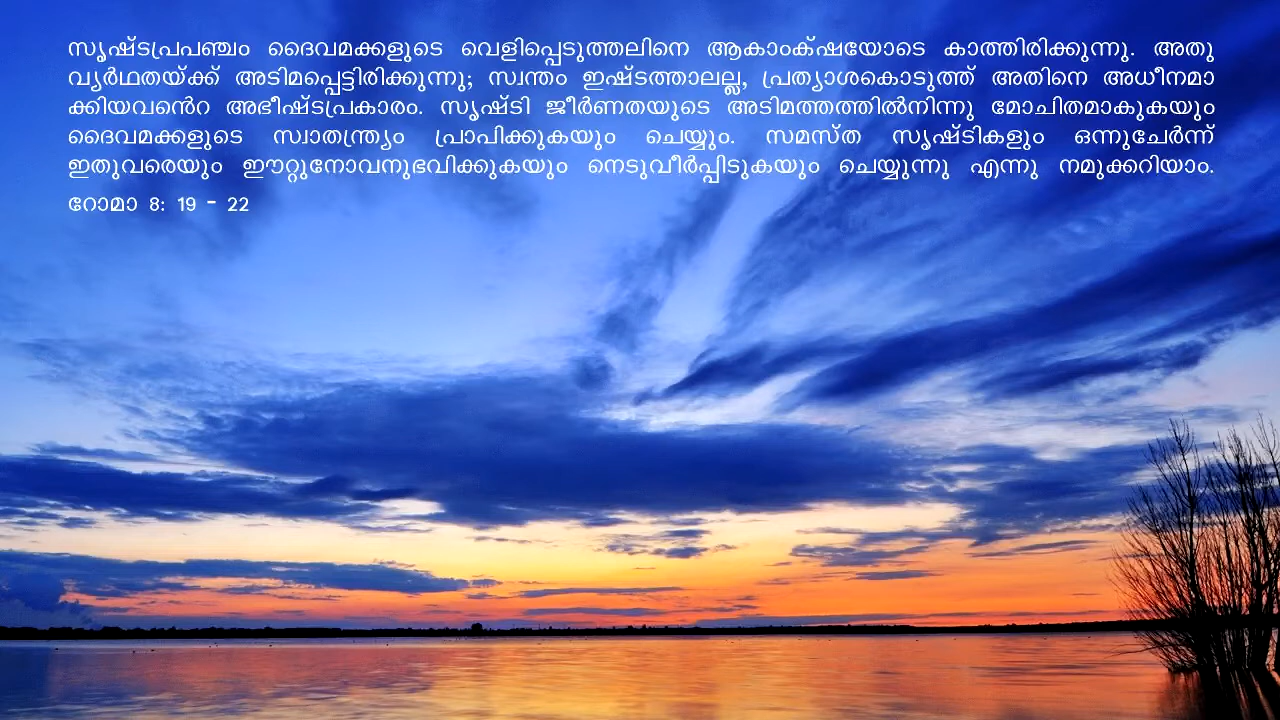 സൃഷ്ടപ്രപഞ്ചം ദൈവമക്കളുടെ വെളിപ്പെടുത്തലിനെ ആകാംക്ഷയോടെ കാത്തിരിക്കുന്നു. അതു
വ്യർഥതയ്ക്ക് അടിമപ്പെട്ടിരിക്കുന്നു; സ്വന്തം ഇഷ്ടത്താലല്ല, പ്രത്യാശകൊടുത്ത് അതിനെ അധീനമാ
ക്കിയവൻെറ അഭീഷ്ടപ്രകാരം. സൃഷ്ടി ജീർണതയുടെ അടിമത്തത്തിൽനിന്നു മോചിതമാകുകയും
ദൈവമക്കളുടെ സ്വാതന്ത്ര്യം പ്രാപിക്കുകയും ചെയ്യും. സമസ്ത സൃഷ്ടികളും ഒന്നുചേർന്ന്
ഇതുവരെയും ഈറ്റുനോവനുഭവിക്കുകയും നെടുവീർപ്പിടുകയും ചെയ്യുന്നു എന്നു നമുക്കറിയാം.
റോമാ 8: 19 - 22